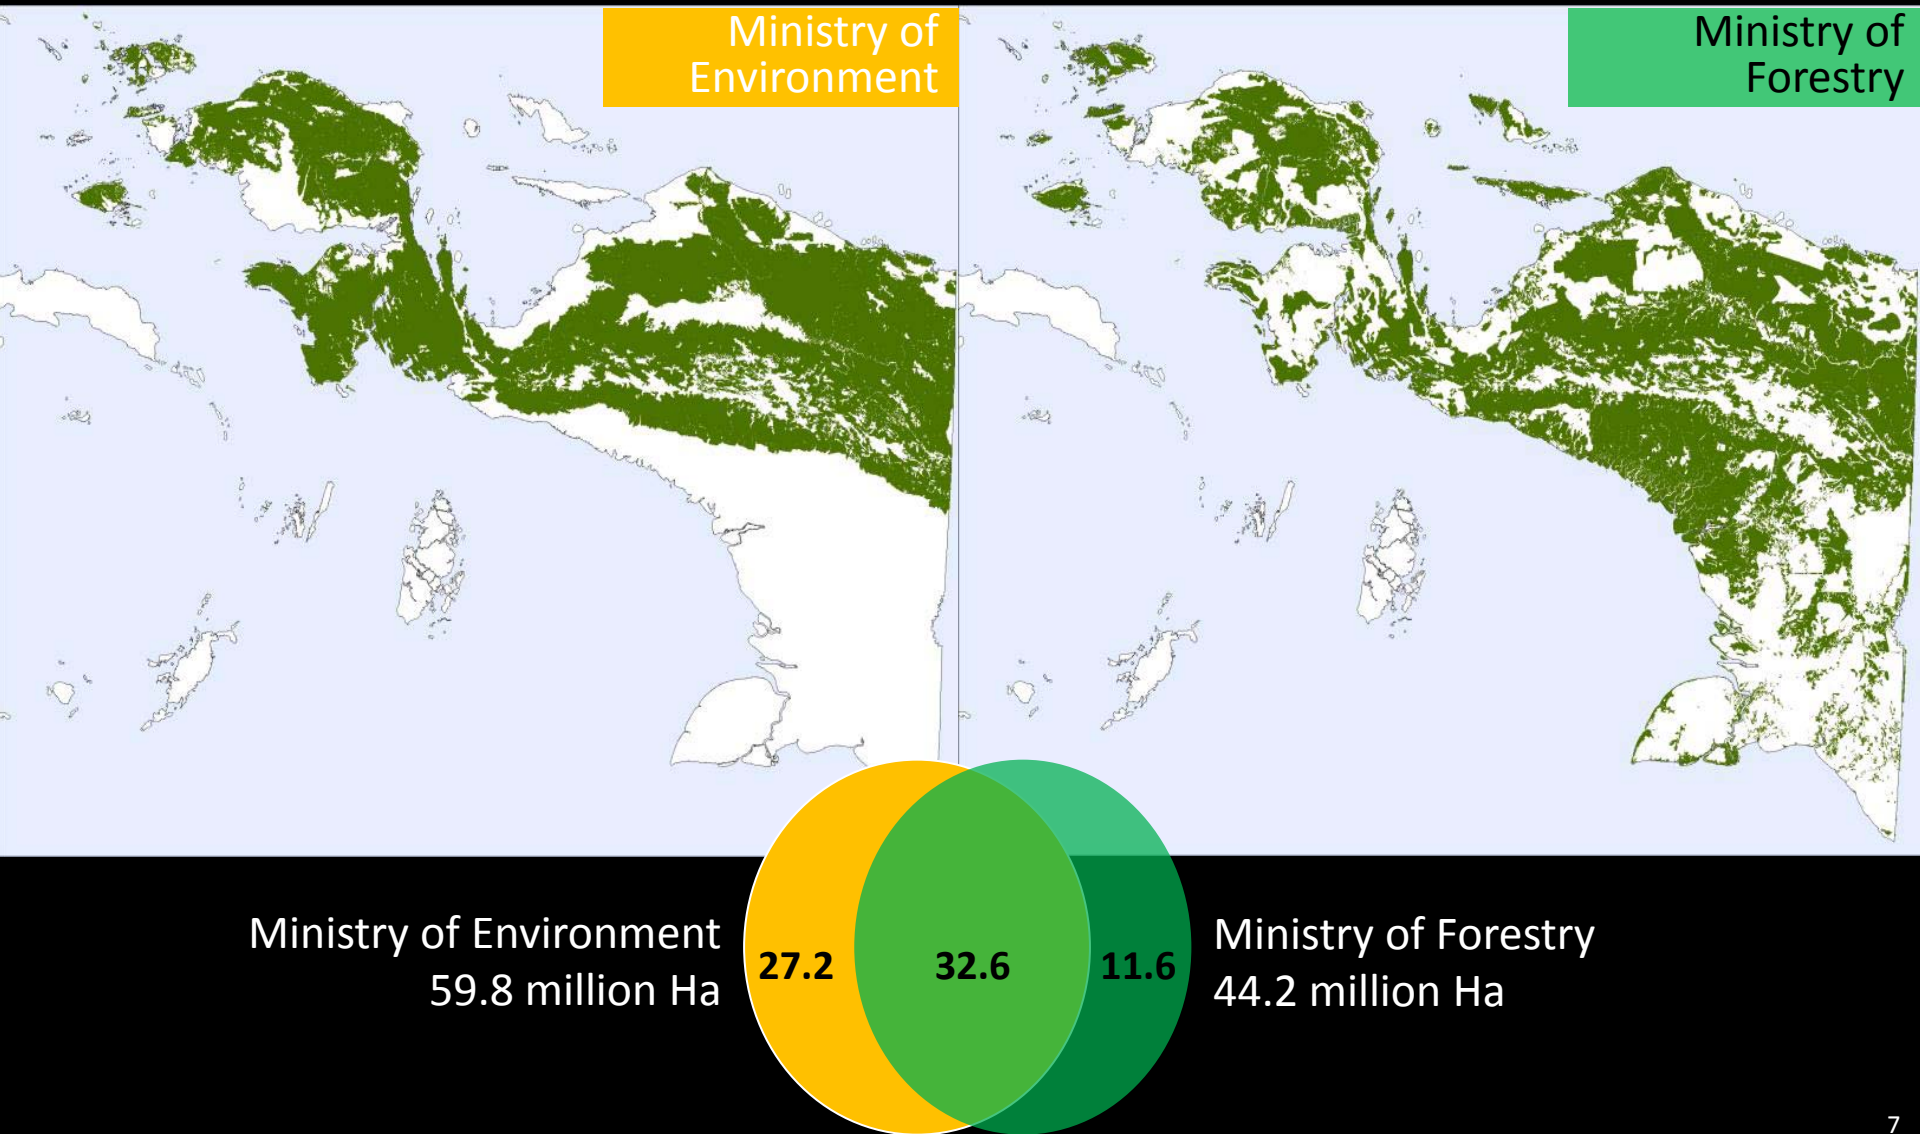 Ministry of
Environment
Ministry of
Forestry
Ministry of Environment
59.8 million Ha
27.2
32.6
11.6
Ministry of Forestry
44.2 million Ha
7